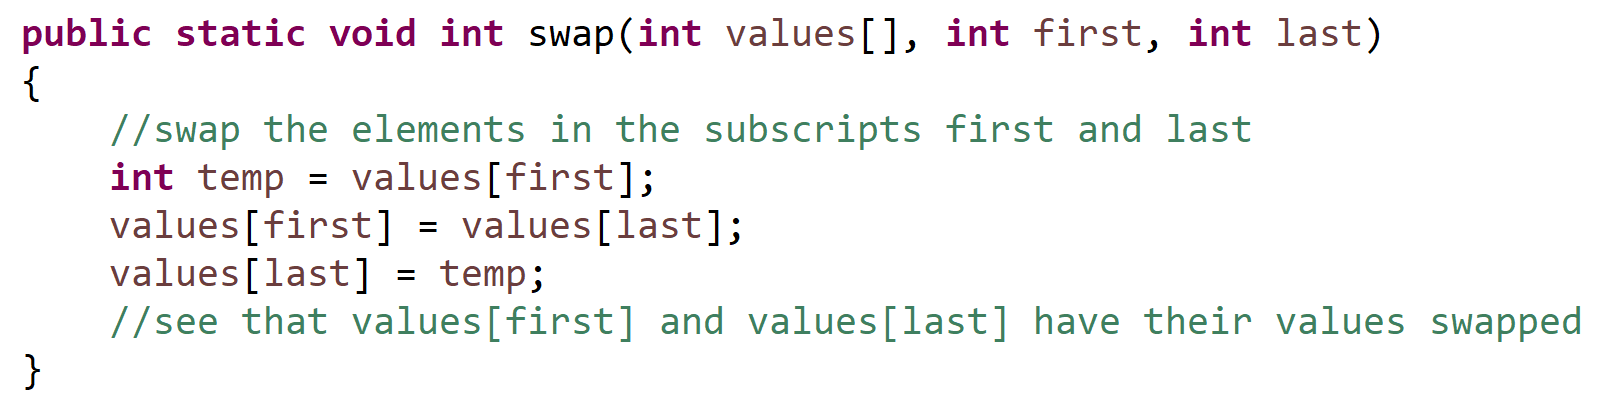 public static void int swap(int values[], int first, int last)
{
    //swap the elements in the subscripts first and last
    int temp = values[first];
    values[first] = values[last];
    values[last] = temp;
    //see that values[first] and values[last] have their values swapped
}